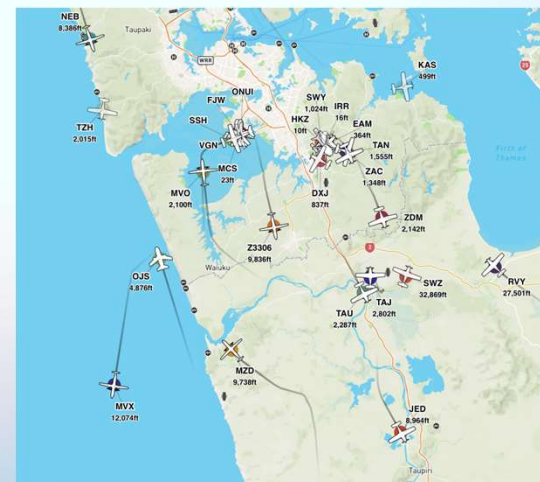 NEB
8,386ft
Taupaki
WRR
KAS
499ft
20
TZH
2,015ft
ONUI
FJW
SSH
VGN
MCS
23ft
SWY
1,024ft
IRR
16ft
HKZ
10ft
EAM
364ft
TAN
1,555ft
ZAC
1,348ft
DXJ
837ft
Firth of
Thames
MVO
2,100ft
ZDM
2,142ft
Z3306
9,836ft
2
Waiuku
OJS
4,876ft
SWZ
32,869ft
RVY
27,501ft
TAJ
2,802ft
TAU
2,287ft
MZD
9,738ft
MVX
12,074ft
JED
8,964ft
Taupiri